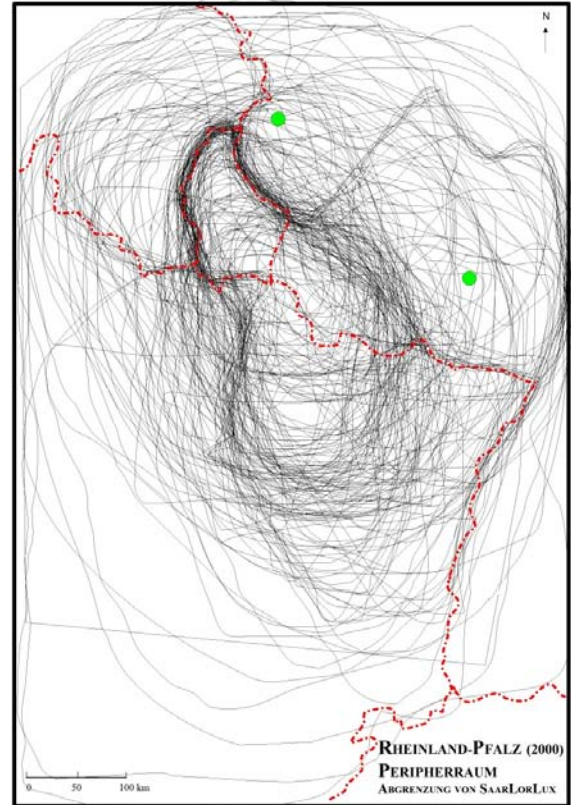 N
0 50 100 km
RHEINLAND-PFALZ (2000)
PERIPHERRAUM
ABGRENZUNG VON SAARLORLUX